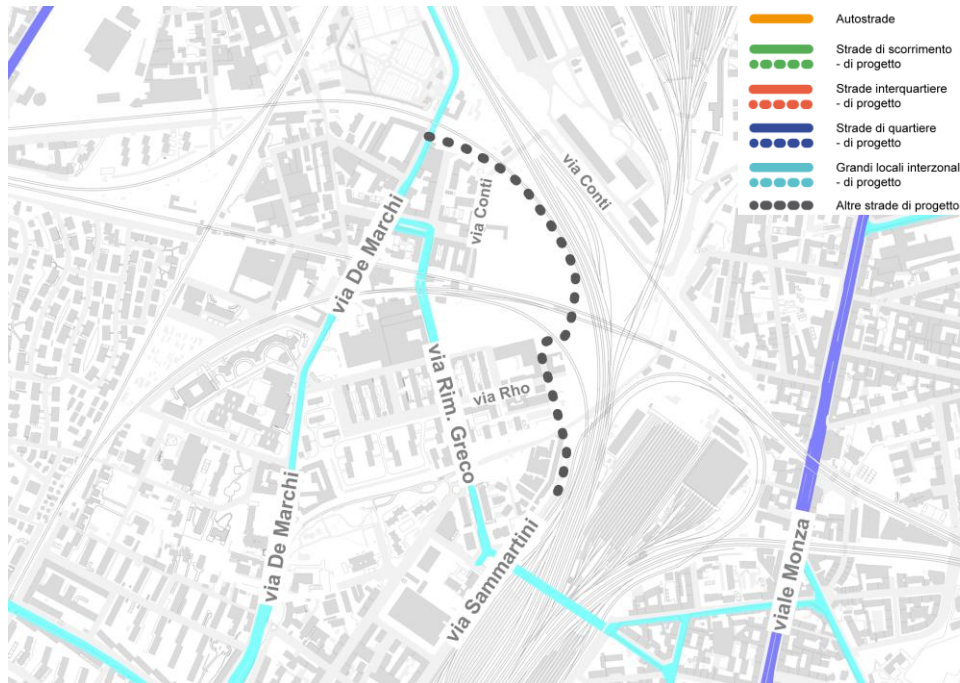 Autostrade
Strade di scorrimento
- di progetto
Strade interquartiere
- di progetto
Strade di quartiere
- di progetto
Grandi locali interzonal
- di progetto
Altre strade di progetto
via Conti
via Conti
via De Marchi
via Rim. Greco
via Rho
via De Marchi
via Sammartini
viale Monza